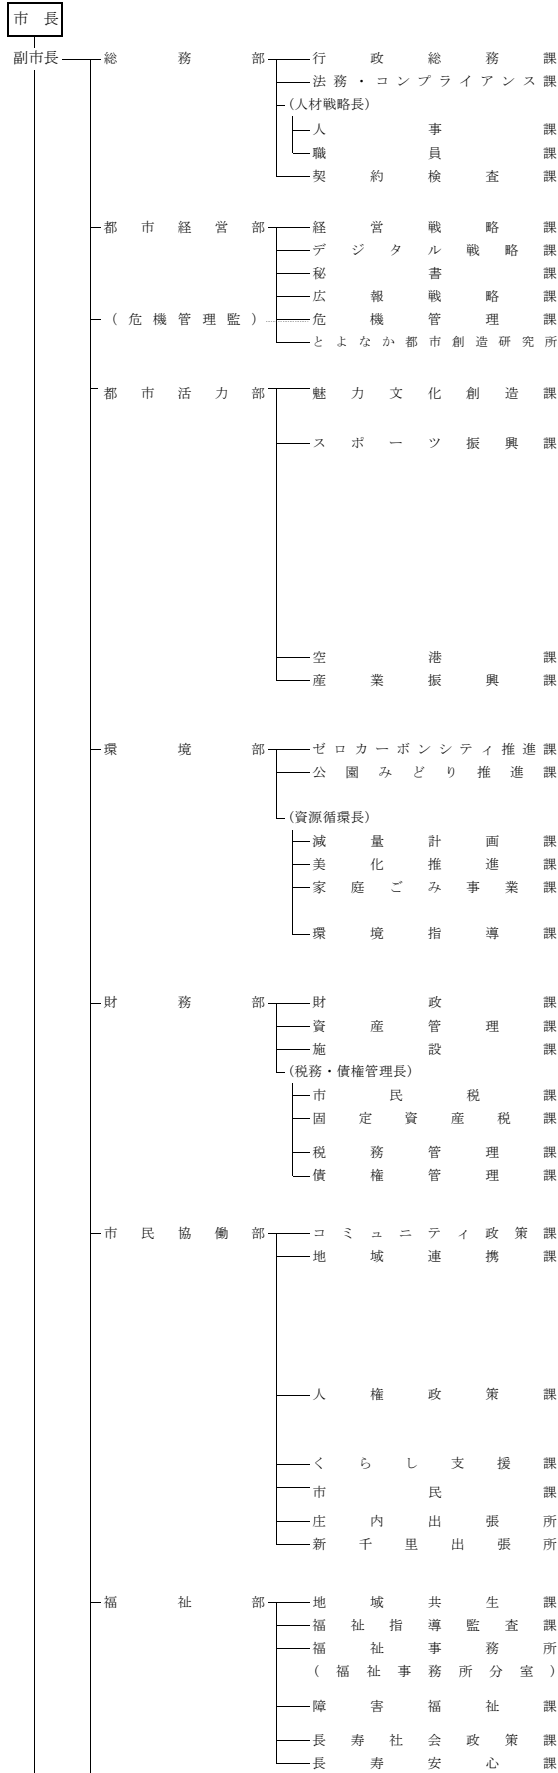 市長
副市長 総務部 行政総務課
法務・コンプライアンス課
(人材戦略長)
人事課
職員課
契約検査課
都市経営部 経営戦略課
デジタル戦略課
秘書課
広報戦略課
(危機管理監) 危機管理課
とよなか都市創造研究所
都市活力部 魅力文化創造課
スポーツ振興課
空港課
産業振興課
環境部 ゼロカーボンシティ推進課
公園みどり推進課
(資源循環長)
減量計画課
美化推進課
家庭ごみ事業課
環境指導課
財務部 財政課
資産管理課
施設課
(税務・債権管理長)
市民税課
固定資産税課
税務管理課
債権管理課
市民協働部 コミュニティ政策課
地域連携課
人権政策課
くらし支援課
市民課
庄内出張所
新千里出張所
福祉部 地域共生課
福祉指導監査課
福祉事務所
(福祉事務所分室)
障害福祉課
長寿社会政策課
長寿安心課